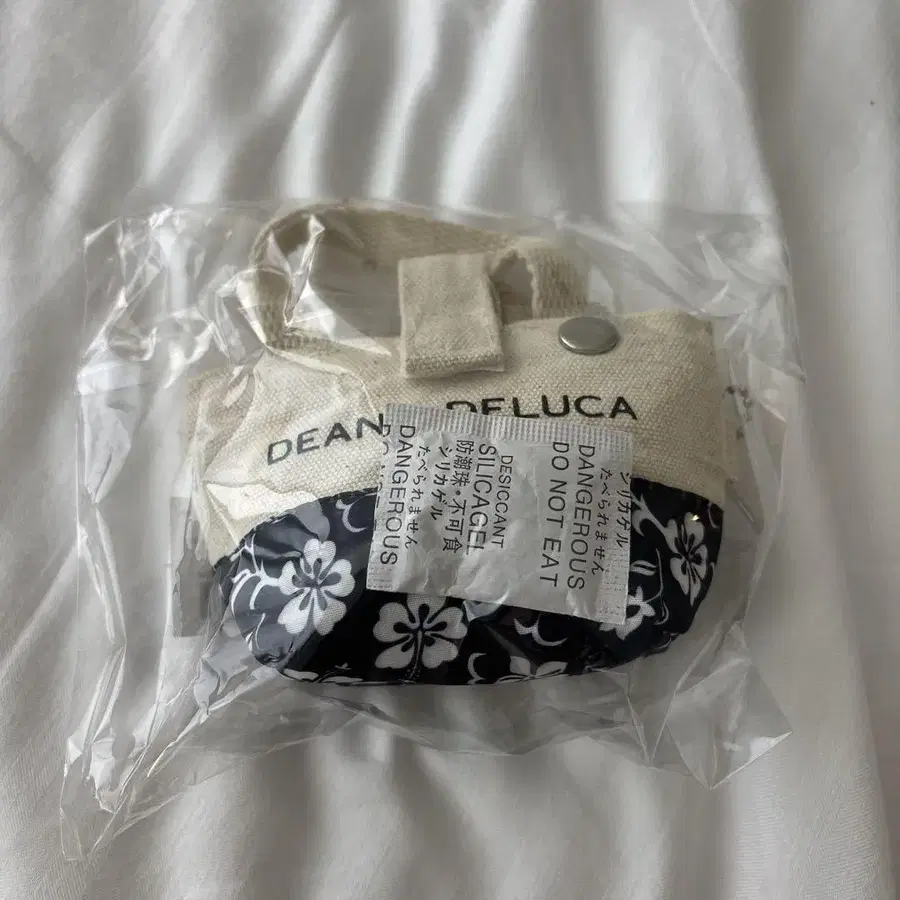 DEAN DELUCA
DESICCANT
SILICAGEL
防潮珠・不可食
シリカゲル
たべられません
DANGEROUS
シリカゲル
たべられません
DANGEROUS
DO NOT EAT